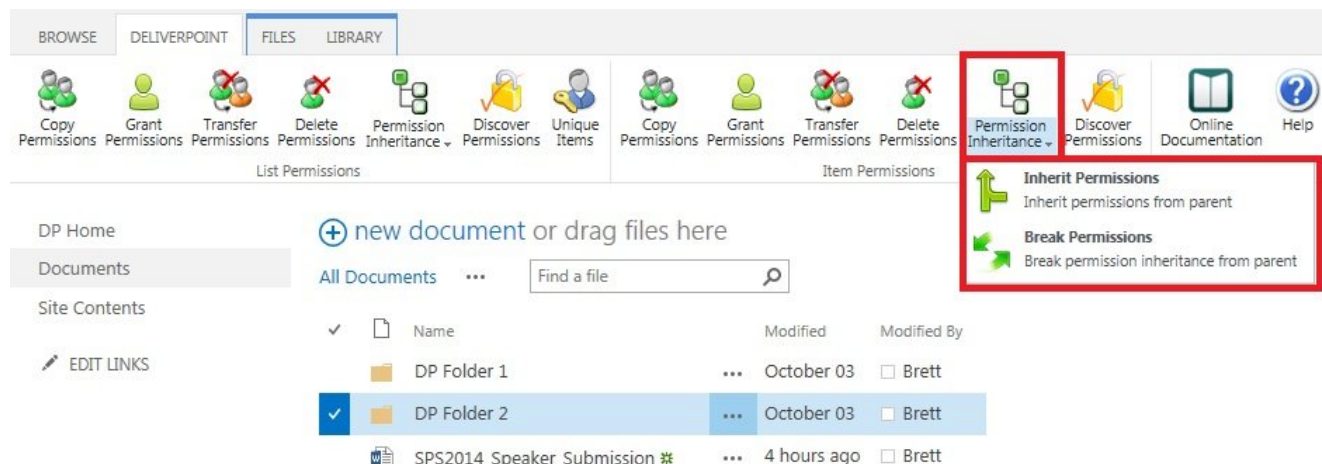 BROWSE DELIVERPOINT FILES LIBRARY
Copy Permissions
Grant Permissions
Transfer Permissions
Delete Permissions
Permission Inheritance
Discover Permissions
Unique Items
Copy Permissions
Grant Permissions
Transfer Permissions
Delete Permissions
Permission Inheritance
Discover Permissions
Online Documentation
Help
List Permissions
Item Permissions
Inherit Permissions
Inherit permissions from parent
Break Permissions
Break permission inheritance from parent
DP Home
Documents
Site Contents
EDIT LINKS
new document or drag files here
All Documents ... Find a file
Name Modified Modified By
DP Folder 1 ... October 03 Brett
DP Folder 2 ... October 03 Brett
SPS2014_Speaker_Submission ... 4 hours ago Brett